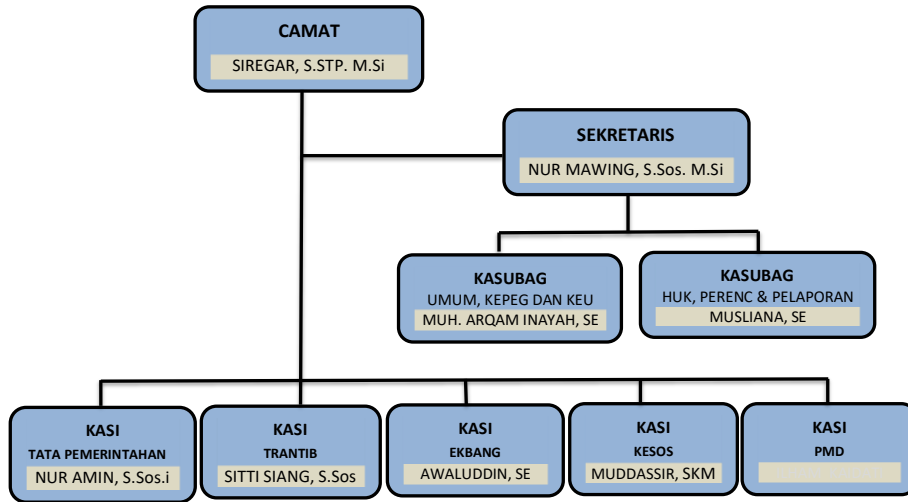 CAMAT
SIREGAR, S.STP. M.Si
SEKRETARIS
NUR MAWING, S.Sos. M.Si
KASUBAG
UMUM, KEPEG DAN KEU
MUH. ARQAM INAYAH, SE
KASUBAG
HUK, PERENC & PELAPORAN
MUSLIANA, SE
KASI
TATA PEMERINTAHAN
NUR AMIN, S.Sos.i
KASI
TRANTIB
SITTI SIANG, S.Sos
KASI
EKBANG
AWALUDDIN, SE
KASI
KESOS
MUDDASSIR, SKM
KASI
PMD